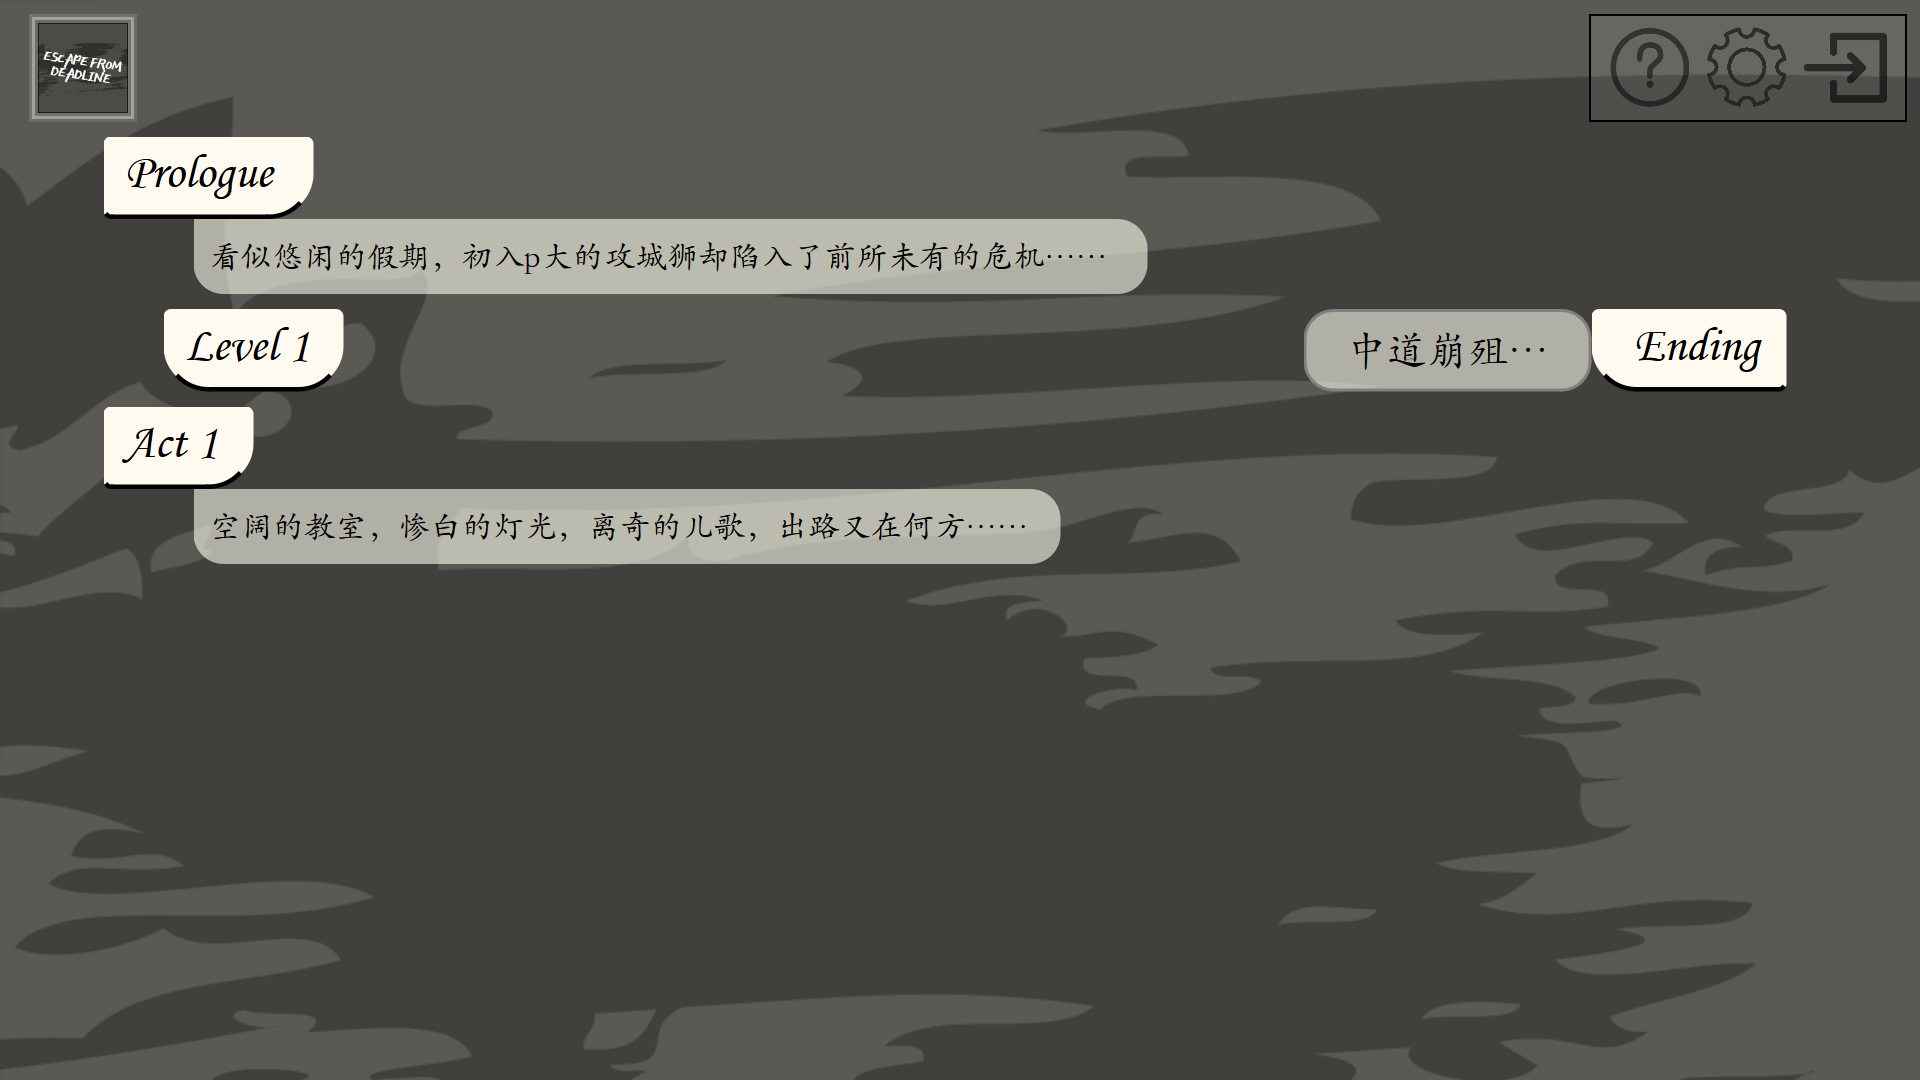 ESCAPE FROM
DEADLINE
Prologue
看似悠闲的假期，初入p大的攻城狮却陷入了前所未有的危机……
Level 1
中道崩殂…
Ending
Act 1
空阔的教室，惨白的灯光，离奇的儿歌，出路又在何方……